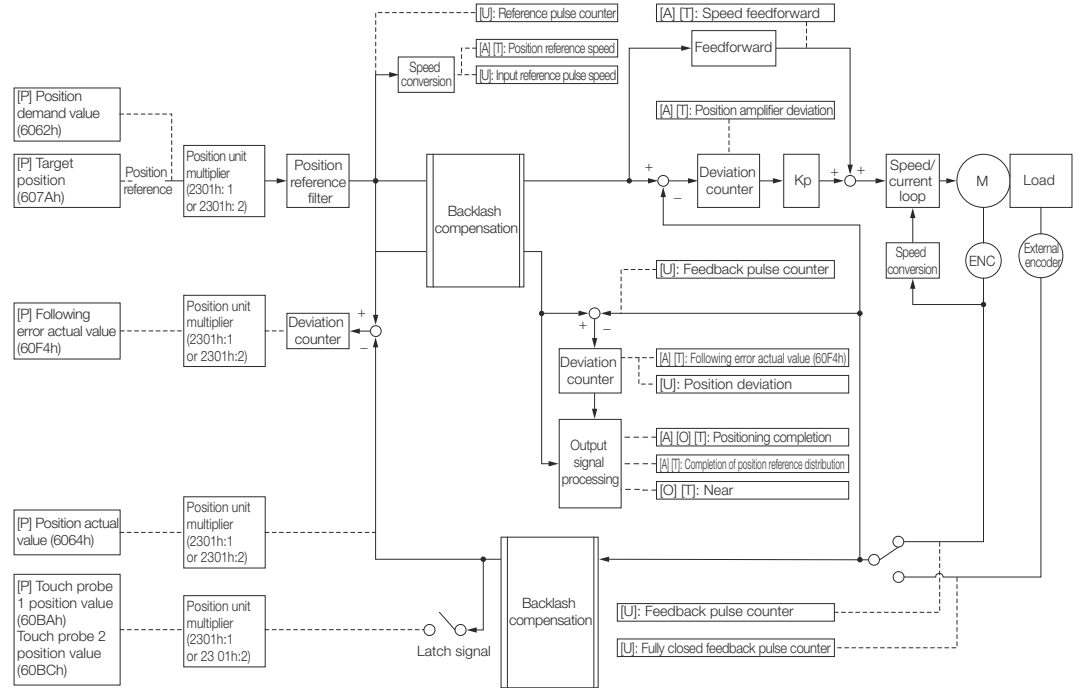 [U]: Reference pulse counter
[A] [T]: Position reference speed
[U]: Input reference pulse speed
Speed
conversion
[A] [T]: Speed feedforward
Feedforward
[A] [T]: Position amplifier deviation
[P] Position
demand value
(6062h)
[P] Target
position
(607Ah)
Position
reference
Position unit
multiplier
(2301h: 1
or 2301h: 2)
Position
reference
filter
Backlash
compensation
+
−
Deviation
counter
Kp
+
+
Speed/
current
loop
M
Load
Speed
conversion
ENC
External
encoder
[U]: Feedback pulse counter
[P] Following
error actual value
(60F4h)
Position unit
multiplier
(2301h:1
or 2301h:2)
Deviation
counter
+
−
+
−
Deviation
counter
[A] [T]: Following error actual value (60F4h)
[U]: Position deviation
Output
signal
processing
[A] [O] [T]: Positioning completion
[A] [T]: Completion of position reference distribution
[O] [T]: Near
[P] Position actual
value (6064h)
Position unit
multiplier
(2301h:1
or 2301h:2)
[P] Touch probe
1 position value
(60BAh)
Touch probe 2
position value
(60BCh)
Position unit
multiplier
(2301h:1
or 23 01h:2)
Latch signal
Backlash
compensation
[U]: Feedback pulse counter
[U]: Fully closed feedback pulse counter